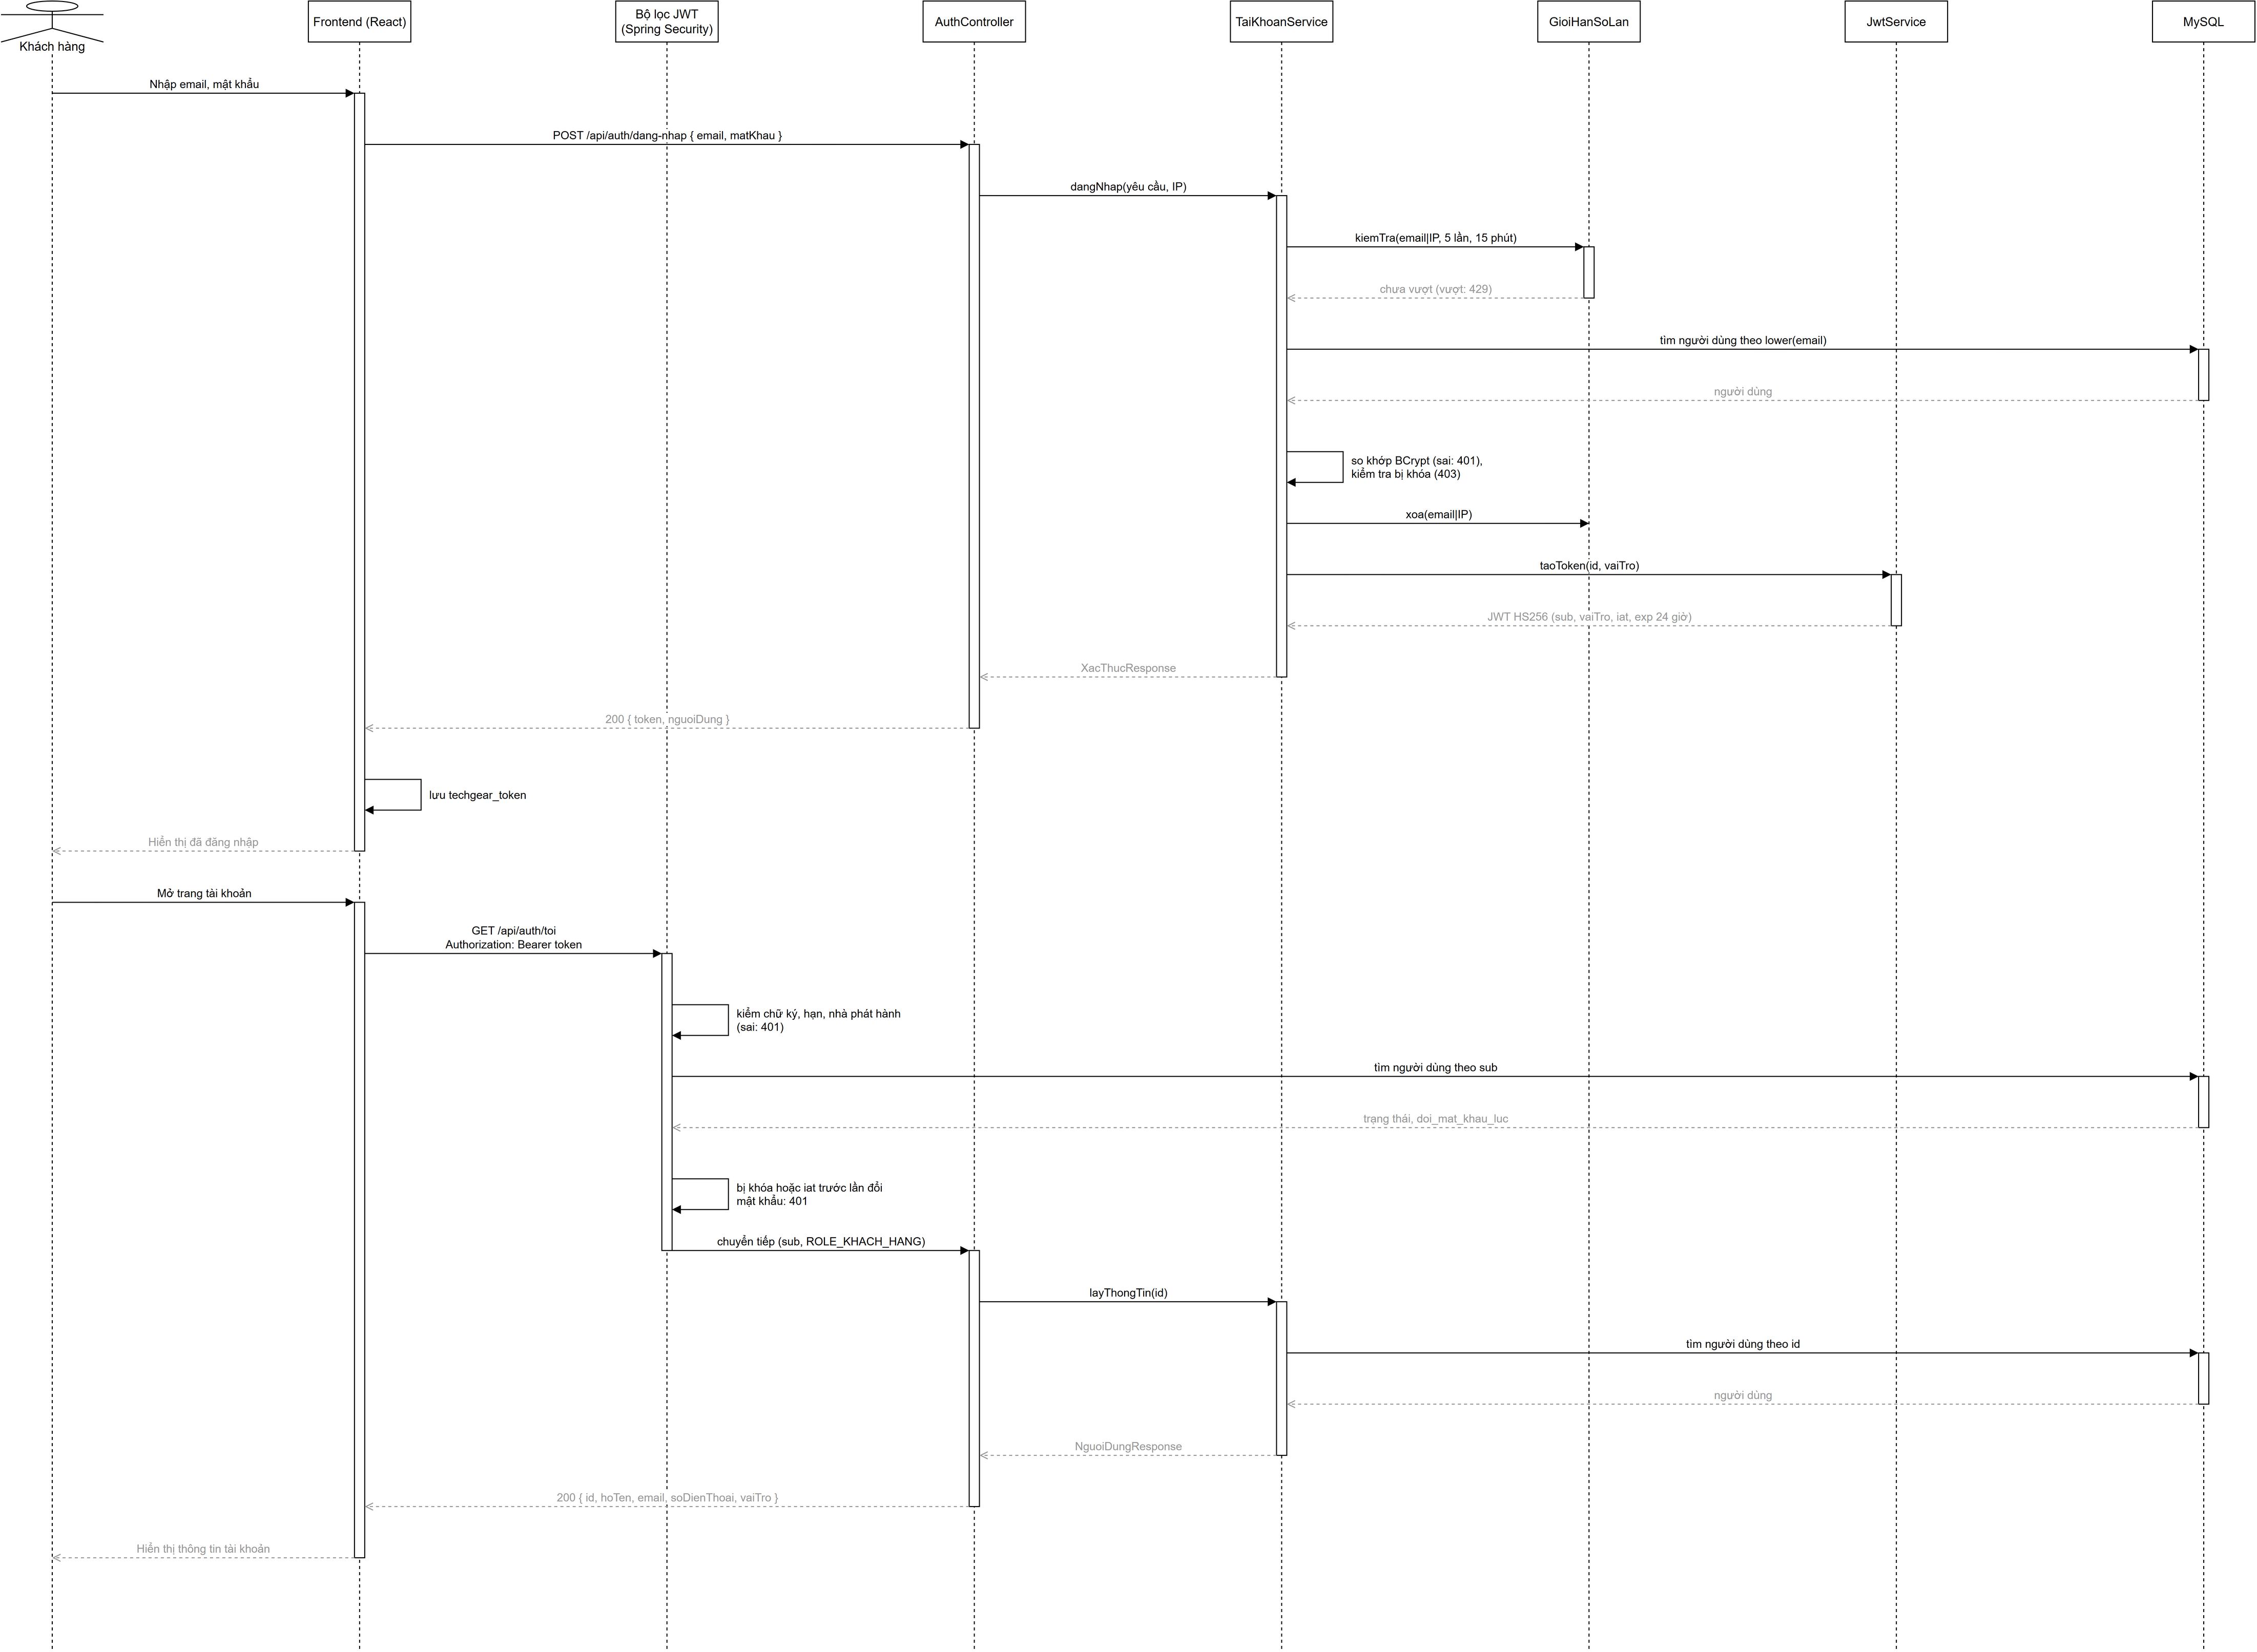 Khách hàng
Frontend (React)
Bộ lọc JWT
(Spring Security)
AuthController
TaiKhoanService
GioiHanSoLan
JwtService
MySQL
Nhập email, mật khẩu
POST /api/auth/dang-nhap { email, matKhau }
dangNhap(yêu cầu, IP)
kiemTra(email|IP, 5 lần, 15 phút)
chưa vượt (vượt: 429)
tìm người dùng theo lower(email)
người dùng
so khớp BCrypt (sai: 401),
kiểm tra bị khóa (403)
xoa(email|IP)
taoToken(id, vaiTro)
JWT HS256 (sub, vaiTro, iat, exp 24 giờ)
XacThucResponse
200 { token, nguoiDung }
lưu techgear_token
Hiển thị đã đăng nhập
Mở trang tài khoản
GET /api/auth/toi
Authorization: Bearer token
kiểm chữ ký, hạn, nhà phát hành
(sai: 401)
tìm người dùng theo sub
trạng thái, doi_mat_khau_luc
bị khóa hoặc iat trước lần đổi
mật khẩu: 401
chuyển tiếp (sub, ROLE_KHACH_HANG)
layThongTin(id)
tìm người dùng theo id
người dùng
NguoiDungResponse
200 { id, hoTen, email, soDienThoai, vaiTro }
Hiển thị thông tin tài khoản